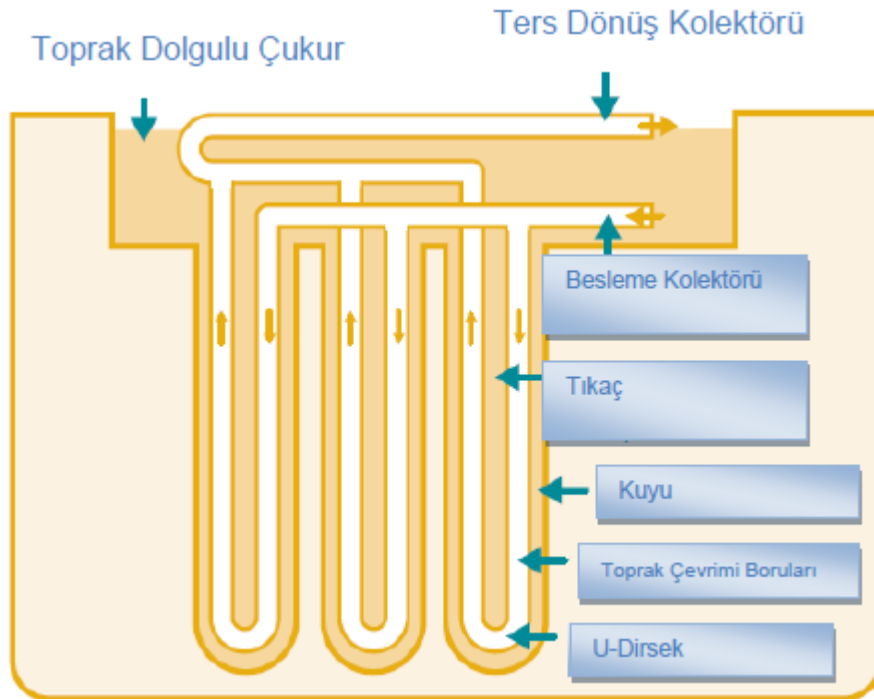 Ters Dönüş Kolektörü
Toprak Dolgulu Çukur
Besleme Kolektörü
Tıkaç
Kuyu
Toprak Çevrimi Boruları
U-Dirsek